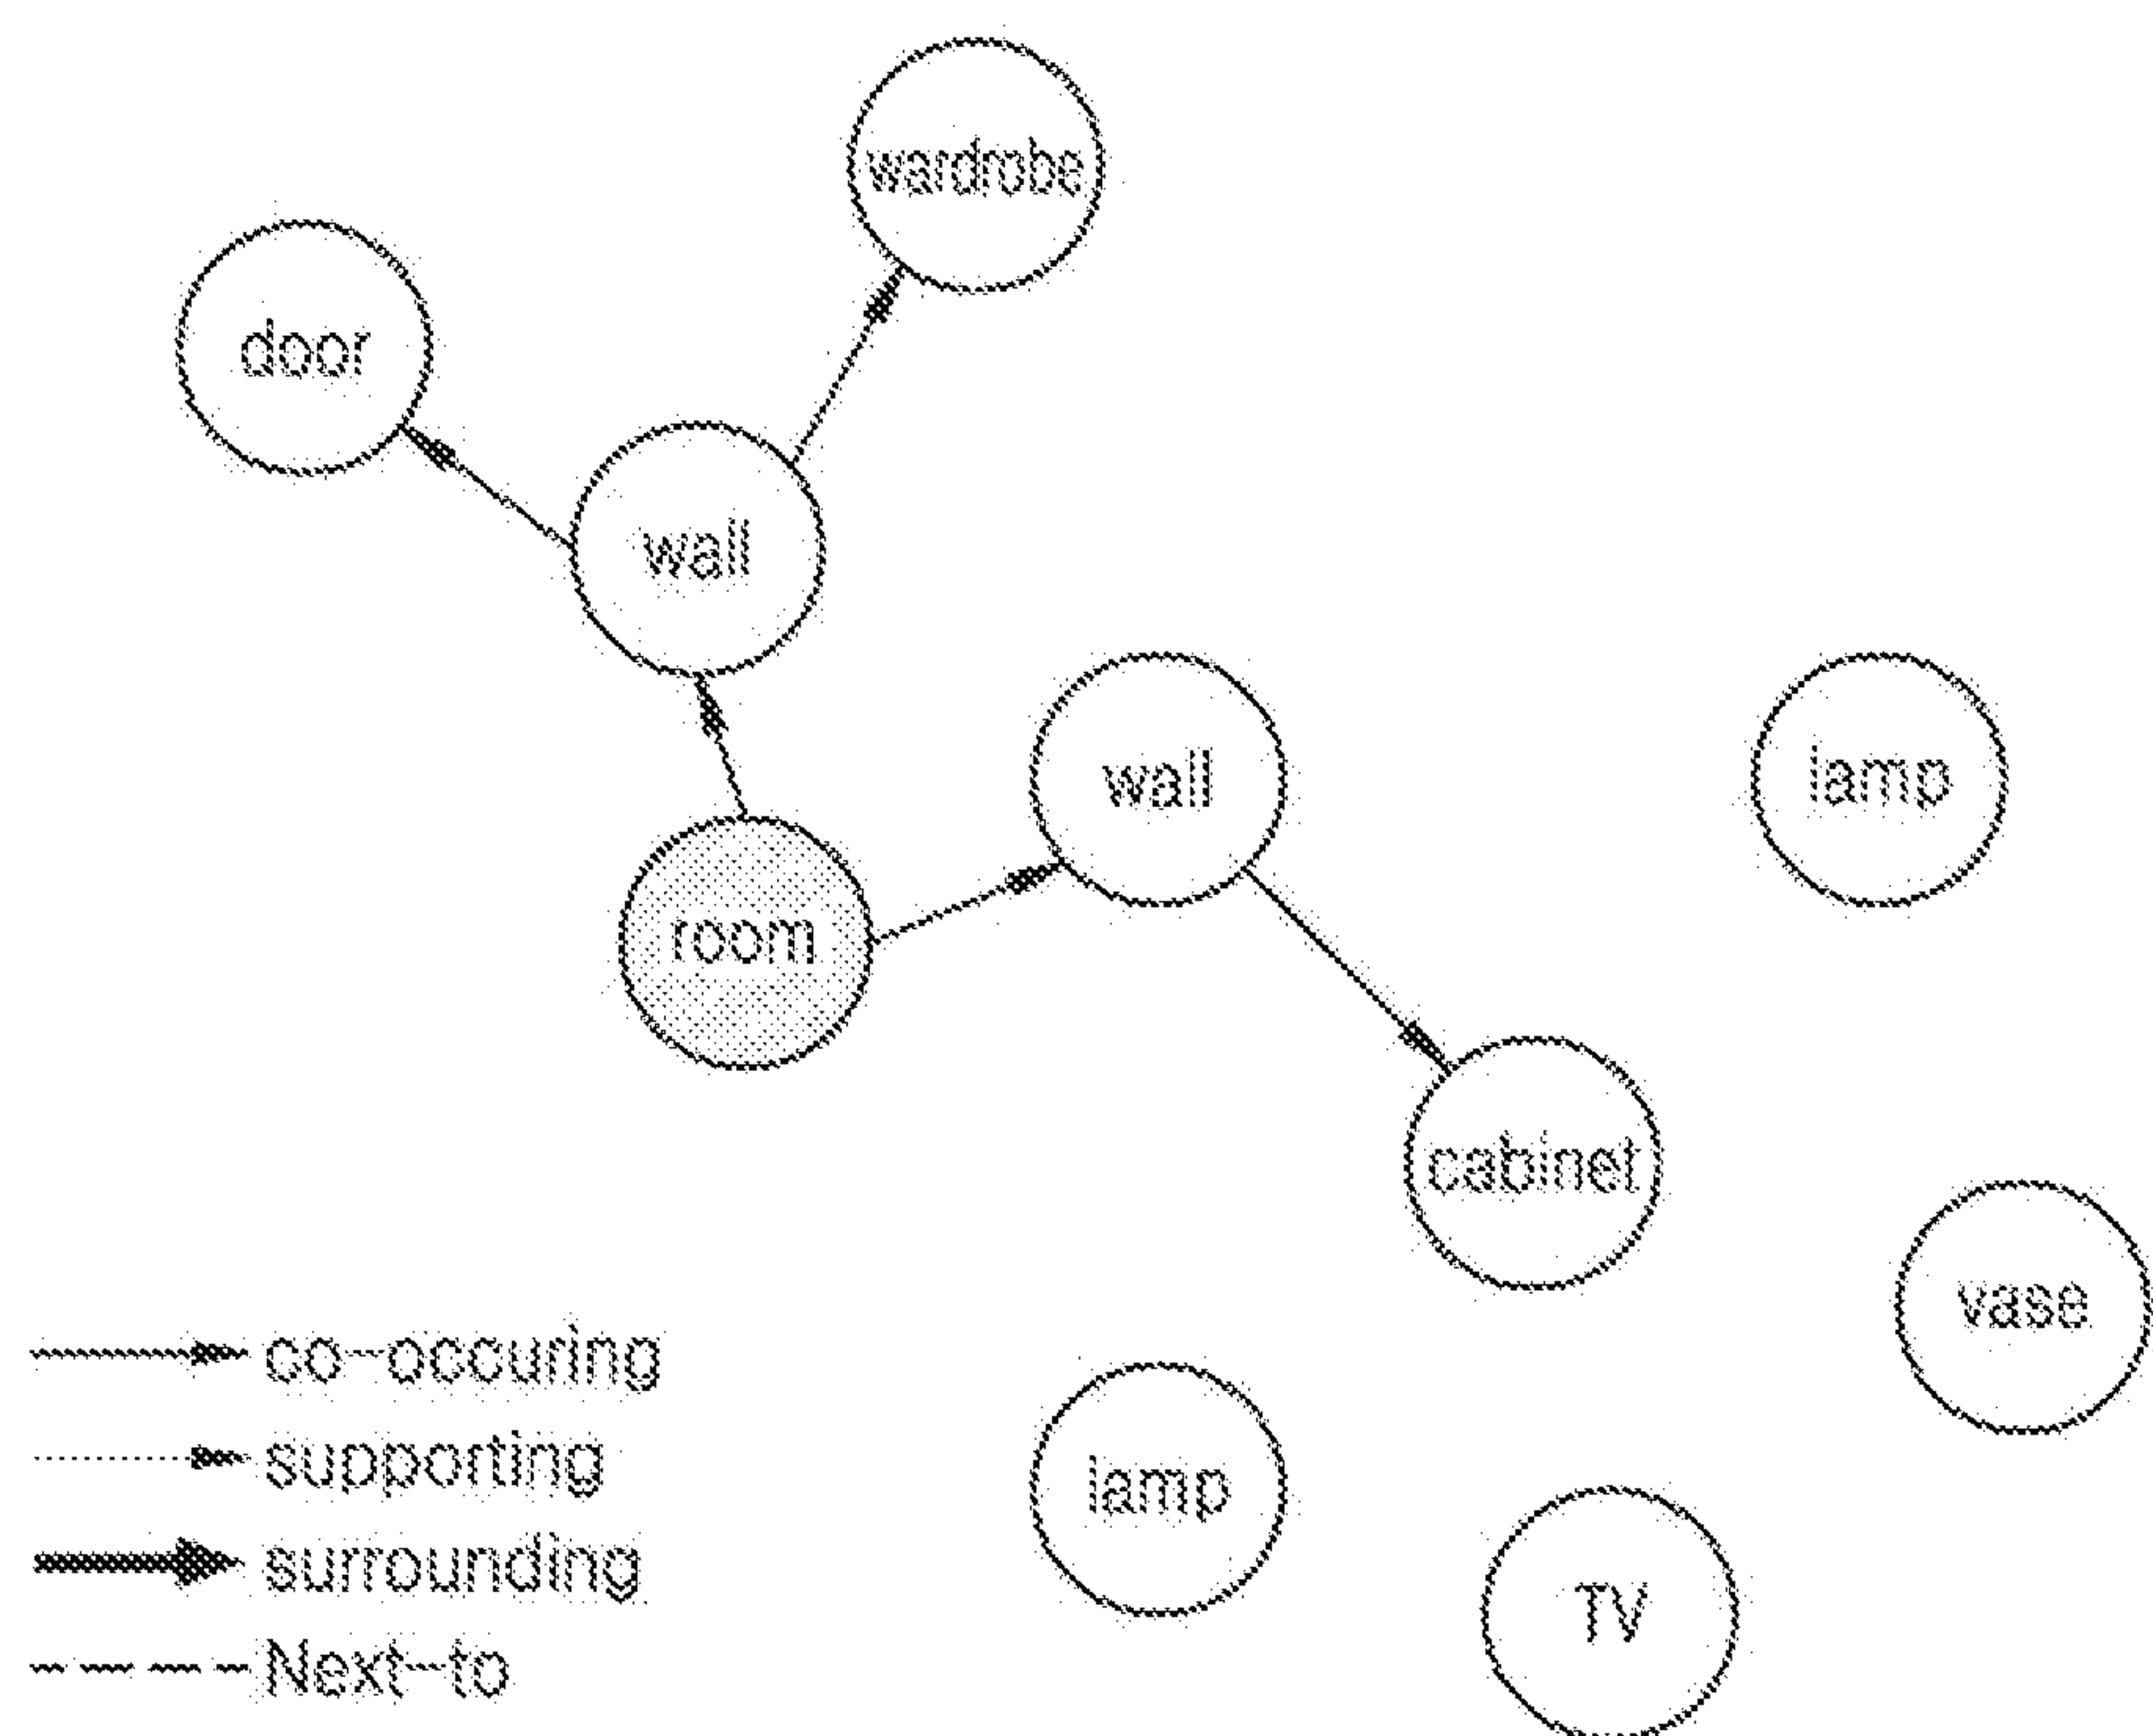 wardrobe
door
wall
wall
lamp
room
cabinet
vase
co-occuring
supporting
lamp
surrounding
TV
Next-to